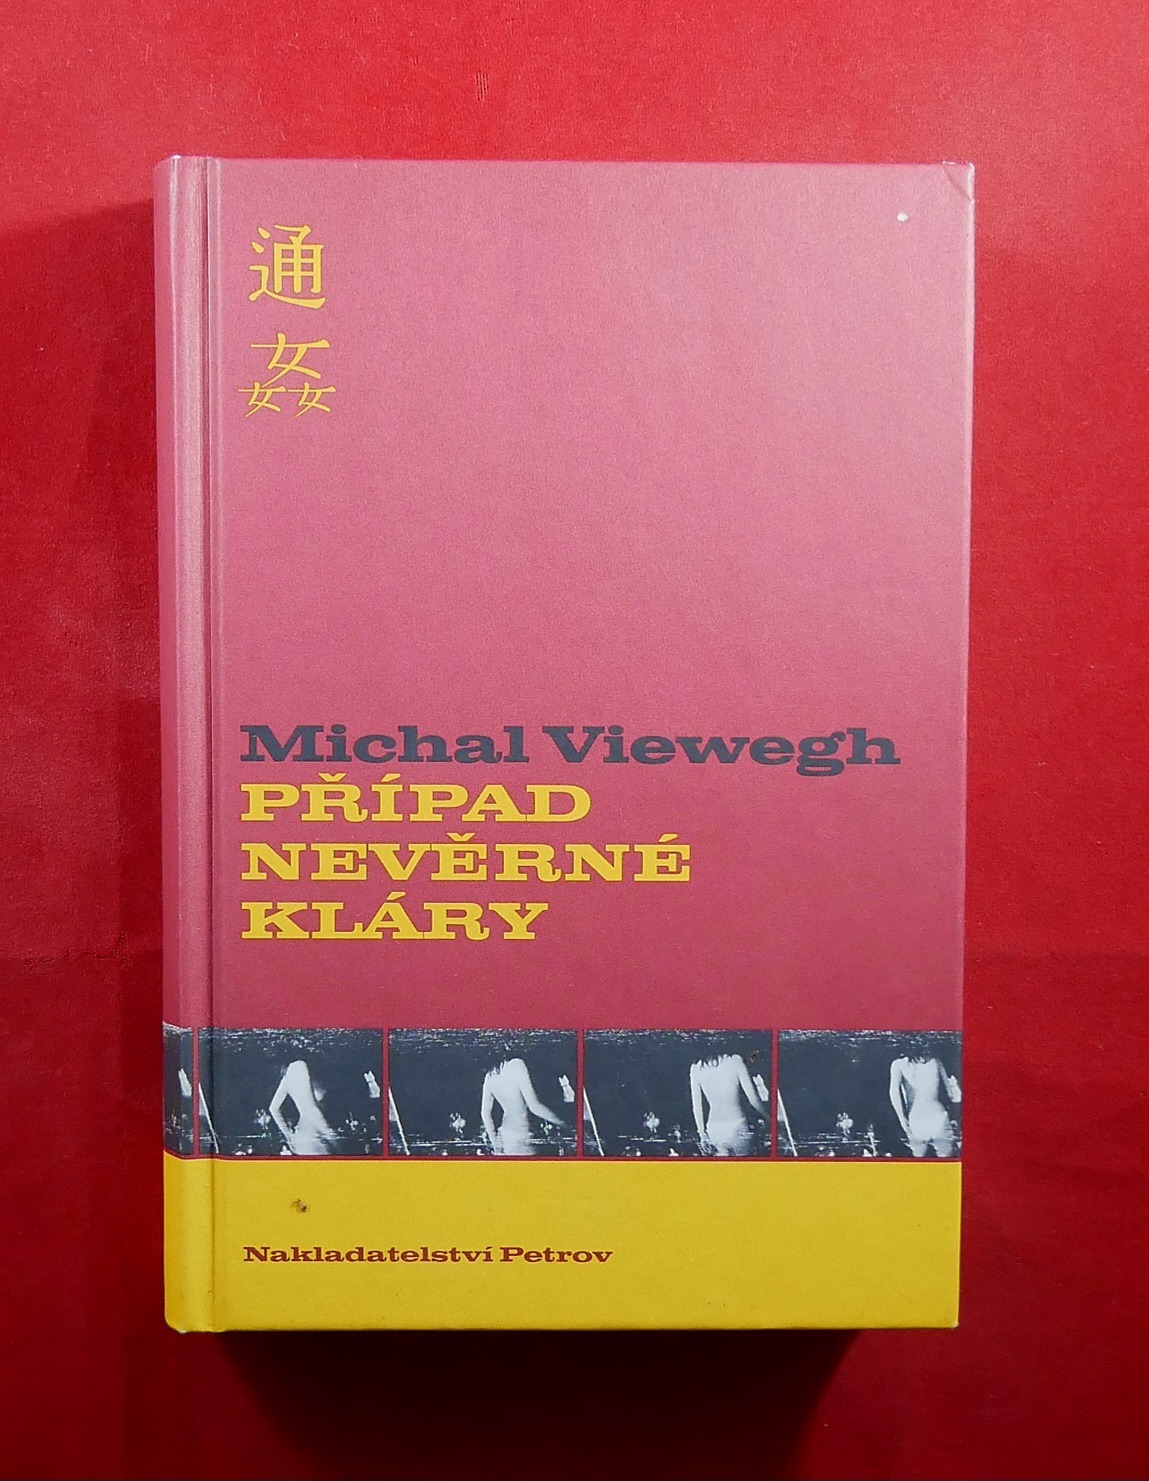 通
姦
Michal Viewegh
PŘÍPAD
NEVĚRNÉ
KLÁRY
Nakladatelství Petrov